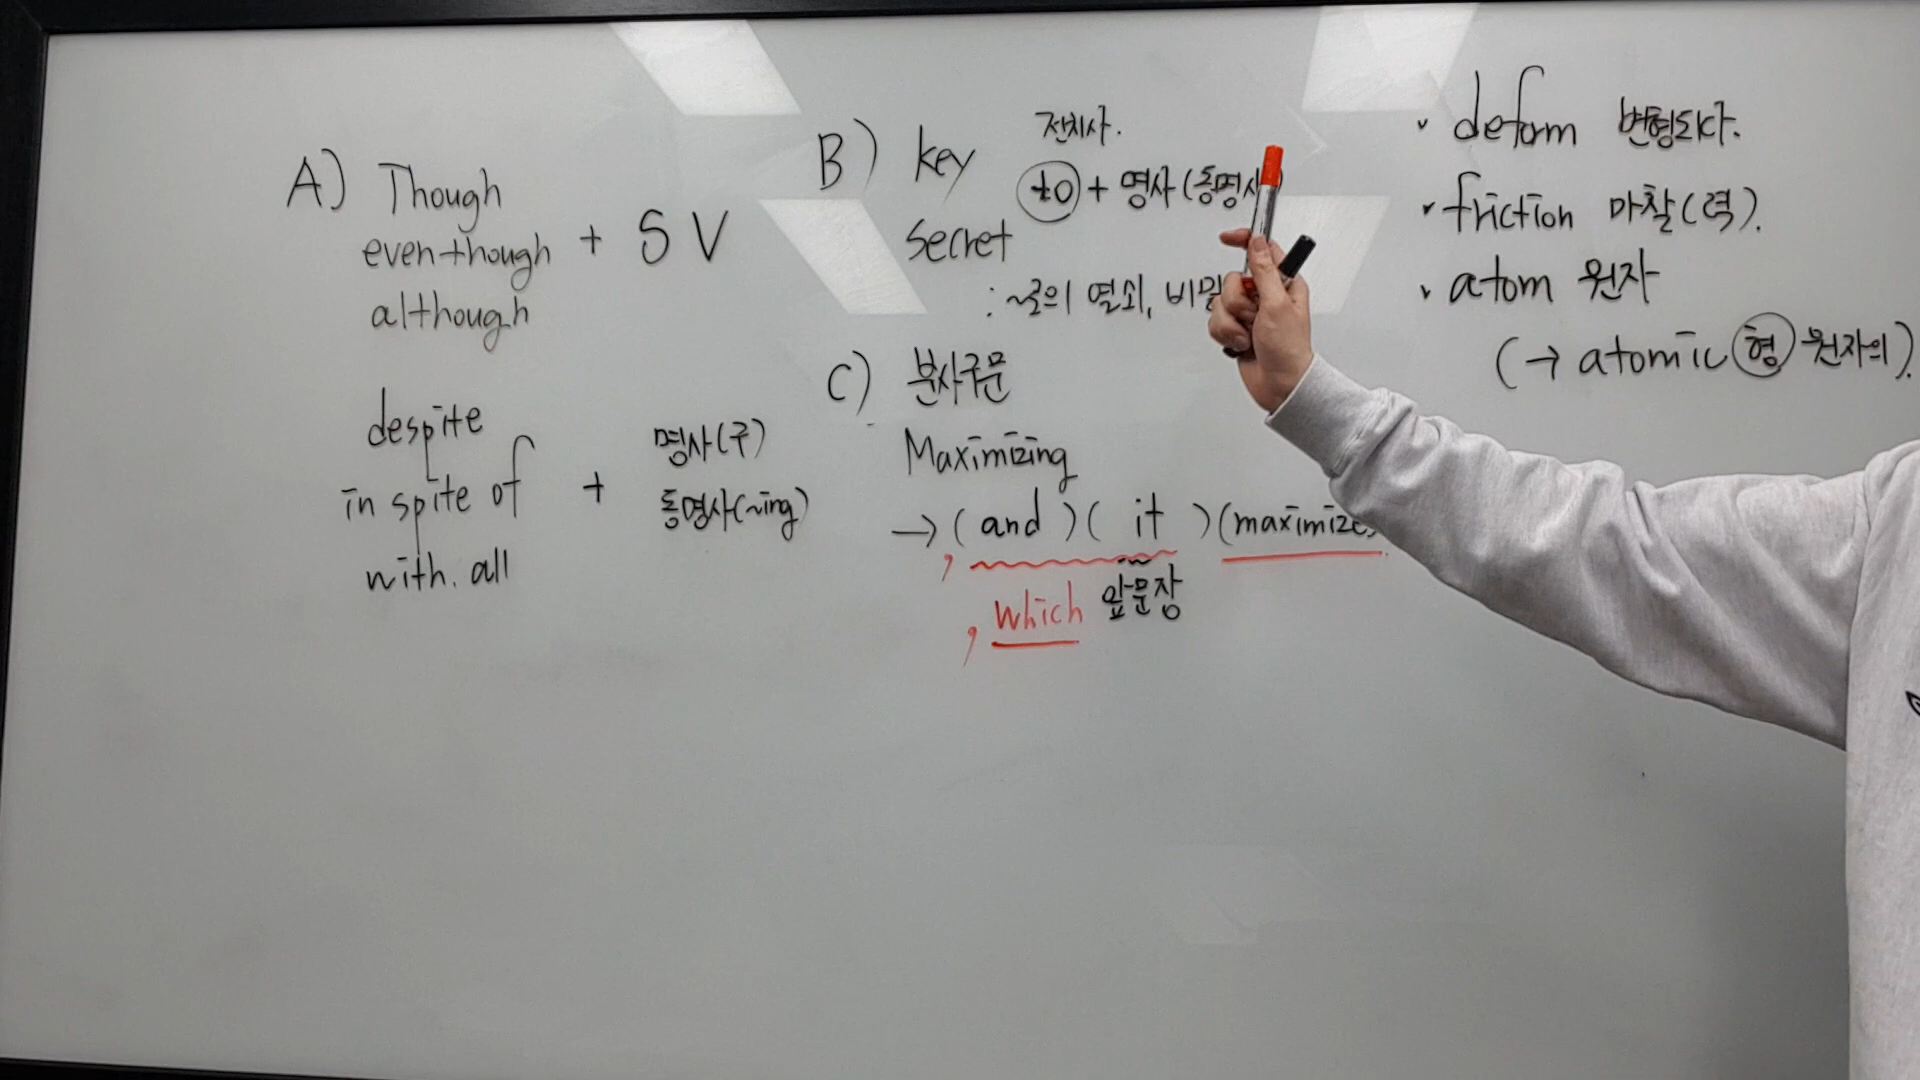 A) Though
even though + S V
although
despite
in spite of + 명사(구)
동명사(~ing)
with. all
B) key
전치사.
to + 명사(동명사)
Secret
: ~로의 열쇠, 비밀
C) 분사구문
Maximizing
→ ( and ) ( it ) (maximizes
, which 앞문장
· deform 변형되다.
· friction 마찰(력).
· atom 원자
(→ atomic 형 원자의).